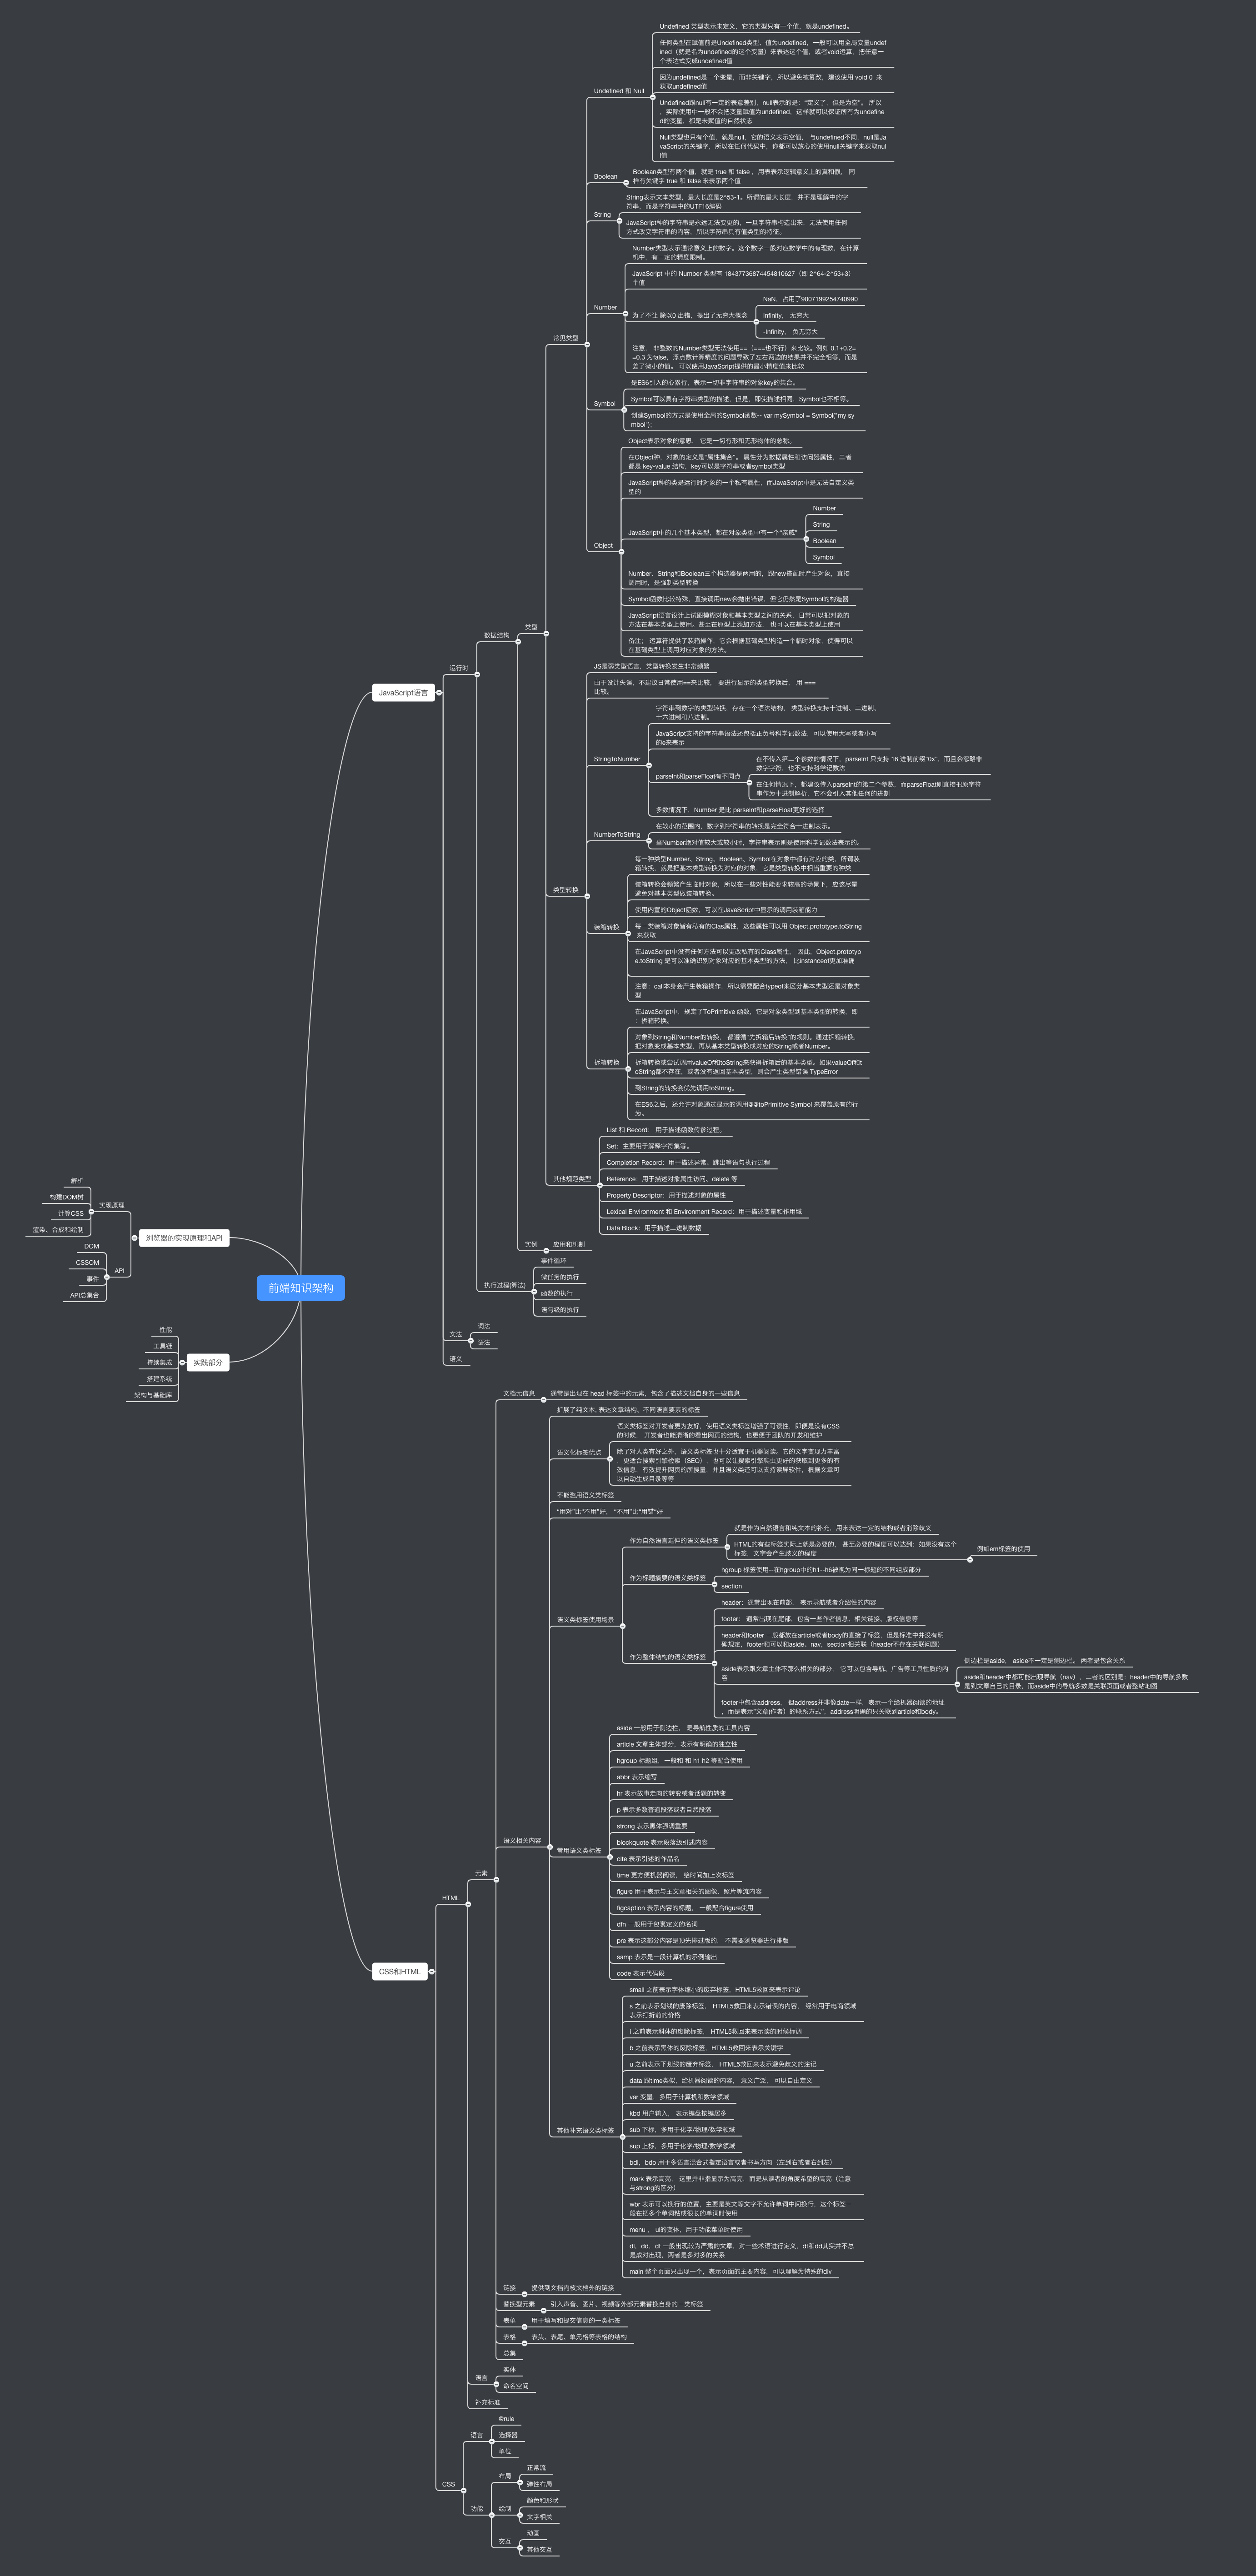 前端知识架构
JavaScript语言
运行时
数据结构
类型
常见类型
Undefined 和 Null
Undefined 类型表示未定义，它的类型只有一个值，就是undefined。
任何类型在赋值前是Undefined类型、值为undefined，一般可以用全局变量undef
ined（就是名为undefined的这个变量）来表达这个值，或者void运算，把任意一
个表达式变成undefined值
因为undefined是一个变量，而非关键字，所以避免被篡改，建议使用 void 0 来
获取undefined值
Undefined跟null有一定的表意差别，null表示的是：“定义了，但是为空”。 所以
，实际使用中一般不会把变量赋值为undefined，这样就可以保证所有为undefine
d的变量，都是未赋值的自然状态
Null类型也只有个值，就是null，它的语义表示空值， 与undefined不同，null是Ja
vaScript的关键字，所以在任何代码中，你都可以放心的使用null关键字来获取nul
l值
Boolean
Boolean类型有两个值，就是 true 和 false ，用表表示逻辑意义上的真和假， 同
样有关键字 true 和 false 来表示两个值
String
String表示文本类型，最大长度是2^53-1。所谓的最大长度，并不是理解中的字
符串，而是字符串中的UTF16编码
JavaScript种的字符串是永远无法变更的，一旦字符串构造出来，无法使用任何
方式改变字符串的内容，所以字符串具有值类型的特征。
Number
Number类型表示通常意义上的数字。这个数字一般对应数学中的有理数，在计算
机中，有一定的精度限制。
JavaScript 中的 Number 类型有 18437736874454810627（即 2^64-2^53+3）
个值
为了不让 除以0 出错，提出了无穷大概念
NaN，占用了9007199254740990
Infinity， 无穷大
-Infinity， 负无穷大
注意， 非整数的Number类型无法使用==（===也不行）来比较。例如 0.1+0.2=
=0.3 为false，浮点数计算精度的问题导致了左右两边的结果并不完全相等，而是
差了微小的值。 可以使用JavaScript提供的最小精度值来比较
Symbol
是ES6引入的心累行，表示一切非字符串的对象key的集合。
Symbol可以具有字符串类型的描述，但是，即使描述相同，Symbol也不相等。
创建Symbol的方式是使用全局的Symbol函数-- var mySymbol = Symbol("my sy
mbol");
Object
Object表示对象的意思， 它是一切有形和无形物体的总称。
在Object种，对象的定义是“属性集合”。 属性分为数据属性和访问器属性，二者
都是 key-value 结构，key可以是字符串或者symbol类型
JavaScript种的类是运行时对象的一个私有属性，而JavaScript中是无法自定义类
型的
JavaScript中的几个基本类型，都在对象类型中有一个“亲戚”
Number
String
Boolean
Symbol
Number、String和Boolean三个构造器是两用的，跟new搭配时产生对象，直接
调用时，是强制类型转换
Symbol函数比较特殊，直接调用new会抛出错误，但它仍然是Symbol的构造器
JavaScript语言设计上试图模糊对象和基本类型之间的关系，日常可以把对象的
方法在基本类型上使用。甚至在原型上添加方法， 也可以在基本类型上使用
备注， 运算符提供了装箱操作，它会根据基础类型构造一个临时对象，使得可以
在基础类型上调用对应对象的方法。
类型转换
JS是弱类型语言，类型转换发生非常频繁
由于设计失误，不建议日常使用==来比较， 要进行显示的类型转换后， 用 ===
比较。
StringToNumber
字符串到数字的类型转换，存在一个语法结构， 类型转换支持十进制、二进制、
十六进制和八进制。
JavaScript支持的字符串语法还包括正负号科学记数法，可以使用大写或者小写
的e来表示
parseInt和parseFloat有不同点
在不传入第二个参数的情况下，parseInt 只支持 16 进制前缀“0x”，而且会忽略非
数字字符，也不支持科学记数法
在任何情况下，都建议传入parseInt的第二个参数，而parseFloat则直接把原字符
串作为十进制解析，它不会引入其他任何的进制
多数情况下，Number 是比 parseInt和parseFloat更好的选择
NumberToString
在较小的范围内，数字到字符串的转换是完全符合十进制表示。
当Number绝对值较大或较小时，字符串表示则是使用科学记数法表示的。
装箱转换
每一种类型Number、String、Boolean、Symbol在对象中都有对应的类，所谓装
箱转换，就是把基本类型转换为对应的对象，它是类型转换中相当重要的种类
装箱转换会频繁产生临时对象，所以在一些对性能要求较高的场景下，应该尽量
避免对基本类型做装箱转换。
使用内置的Object函数，可以在JavaScript中显示的调用装箱能力
每一类装箱对象皆有私有的Clas属性，这些属性可以用 Object.prototype.toString
来获取
在JavaScript中没有任何方法可以更改私有的Class属性， 因此，Object.prototyp
e.toString 是可以准确识别对象对应的基本类型的方法， 比instanceof更加准确
注意：call本身会产生装箱操作，所以需要配合typeof来区分基本类型还是对象类
型
拆箱转换
在JavaScript中，规定了ToPrimitive 函数，它是对象类型到基本类型的转换，即
：拆箱转换。
对象到String和Number的转换， 都遵循“先拆箱后转换”的规则。通过拆箱转换，
把对象变成基本类型，再从基本类型转换成对应的String或者Number。
拆箱转换或尝试调用valueOf和toString来获得拆箱后的基本类型。如果valueOf和t
oString都不存在，或者没有返回基本类型，则会产生类型错误 TypeError
到String的转换会优先调用toString。
在ES6之后，还允许对象通过显示的调用@@toPrimitive Symbol 来覆盖原有的行
为。
其他规范类型
List 和 Record： 用于描述函数传参过程。
Set：主要用于解释字符集等。
Completion Record：用于描述异常、跳出等语句执行过程
Reference：用于描述对象属性访问、delete 等
Property Descriptor：用于描述对象的属性
Lexical Environment 和 Environment Record：用于描述变量和作用域
Data Block：用于描述二进制数据
实例
应用和机制
执行过程(算法)
事件循环
微任务的执行
函数的执行
语句级的执行
文法
词法
语法
语义
浏览器的实现原理和API
实现原理
解析
构建DOM树
计算CSS
渲染、合成和绘制
API
DOM
CSSOM
事件
API总集合
实践部分
性能
工具链
持续集成
搭建系统
架构与基础库
CSS和HTML
HTML
元素
文档元信息
通常是出现在 head 标签中的元素，包含了描述文档自身的一些信息
语义相关内容
扩展了纯文本，表达文章结构、不同语言要素的标签
语义化标签优点
语义类标签对开发者更为友好，使用语义类标签增强了可读性，即便是没有CSS
的时候， 开发者也能清晰的看出网页的结构，也更便于团队的开发和维护
除了对人类有好之外，语义类标签也十分适宜于机器阅读。它的文字变现力丰富
，更适合搜索引擎检索（SEO），也可以让搜索引擎爬虫更好的获取到更多的有
效信息，有效提升网页的所搜量，并且语义类还可以支持读屏软件，根据文章可
以自动生成目录等等
不能滥用语义类标签
“用对”比“不用”好， “不用”比“用错”好
语义类标签使用场景
作为自然语言延伸的语义类标签
就是作为自然语言和纯文本的补充，用来表达一定的结构或者消除歧义
HTML的有些标签实际上就是必要的， 甚至必要的程度可以达到：如果没有这个
标签，文字会产生歧义的程度
例如em标签的使用
作为标题摘要的语义类标签
hgroup 标签使用--在hgroup中的h1--h6被视为同一标题的不同组成部分
section
作为整体结构的语义类标签
header：通常出现在前部， 表示导航或者介绍性的内容
footer： 通常出现在尾部，包含一些作者信息、相关链接、版权信息等
header和footer 一般都放在article或者body的直接子标签，但是标准中并没有明
确规定，footer和可以和aside、nav、section相关联（header不存在关联问题）
aside表示跟文章主体不那么相关的部分， 它可以包含导航、广告等工具性质的内
容
侧边栏是aside， aside不一定是侧边栏。 两者是包含关系
aside和header中都可能出现导航（nav）、二者的区别是：header中的导航多数
是到文章自己的目录，而aside中的导航多数是关联页面或者整站地图
footer中包含address， 但address并非像date一样，表示一个给机器阅读的地址
，而是表示“文章(作者）的联系方式”，address明确的只关联到article和body。
常用语义类标签
aside 一般用于侧边栏， 是导航性质的工具内容
article 文章主体部分，表示有明确的独立性
hgroup 标题组，一般和 和 h1 h2 等配合使用
abbr 表示缩写
hr 表示故事走向的转变或者话题的转变
p 表示多数普通段落或者自然段落
strong 表示黑体强调重要
blockquote 表示段落级引述内容
cite 表示引述的作品名
time 更方便机器阅读， 给时间加上次标签
figure 用于表示与主文章相关的图像、照片等流内容
figcaption 表示内容的标题， 一般配合figure使用
dfn 一般用于包裹定义的名词
pre 表示这部分内容是预先排过版的， 不需要浏览器进行排版
samp 表示是一段计算机的示例输出
code 表示代码段
其他补充语义类标签
small 之前表示字体缩小的废弃标签，HTML5救回来表示评论
s 之前表示划线的废除标签， HTML5救回来表示错误的内容， 经常用于电商领域
表示打折前的价格
i 之前表示斜体的废除标签， HTML5救回来表示读的时候标调
b 之前表示黑体的废除标签，HTML5救回来表示关键字
u 之前表示下划线的废弃标签， HTML5救回来表示避免歧义的注记
data 跟time类似，给机器阅读的内容， 意义广泛， 可以自由定义
var 变量，多用于计算机和数学领域
kbd 用户输入， 表示键盘按键居多
sub 下标，多用于化学/物理/数学领域
sup 上标，多用于化学/物理/数学领域
bdi，bdo 用于多语言混合式指定语言或者书写方向（左到右或者右到左）
mark 表示高亮， 这里并非指显示为高亮，而是从读者的角度希望的高亮（注意
与strong的区分）
wbr 表示可以换行的位置，主要是英文等文字不允许单词中间换行，这个标签一
般在把多个单词粘成很长的单词时使用
menu ， ul的变体，用于功能菜单时使用
dl、dd、dt 一般出现较为严肃的文章，对一些术语进行定义，dt和dd其实并不总
是成对出现，两者是多对多的关系
main 整个页面只出现一个，表示页面的主要内容，可以理解为特殊的div
链接
提供到文档内核文档外的链接
替换型元素
引入声音、图片、视频等外部元素替换自身的一类标签
表单
用于填写和提交信息的一类标签
表格
表头、表尾、单元格等表格的结构
总集
语言
实体
命名空间
补充标准
CSS
语言
@rule
选择器
单位
功能
布局
正常流
弹性布局
绘制
颜色和形状
文字相关
交互
动画
其他交互